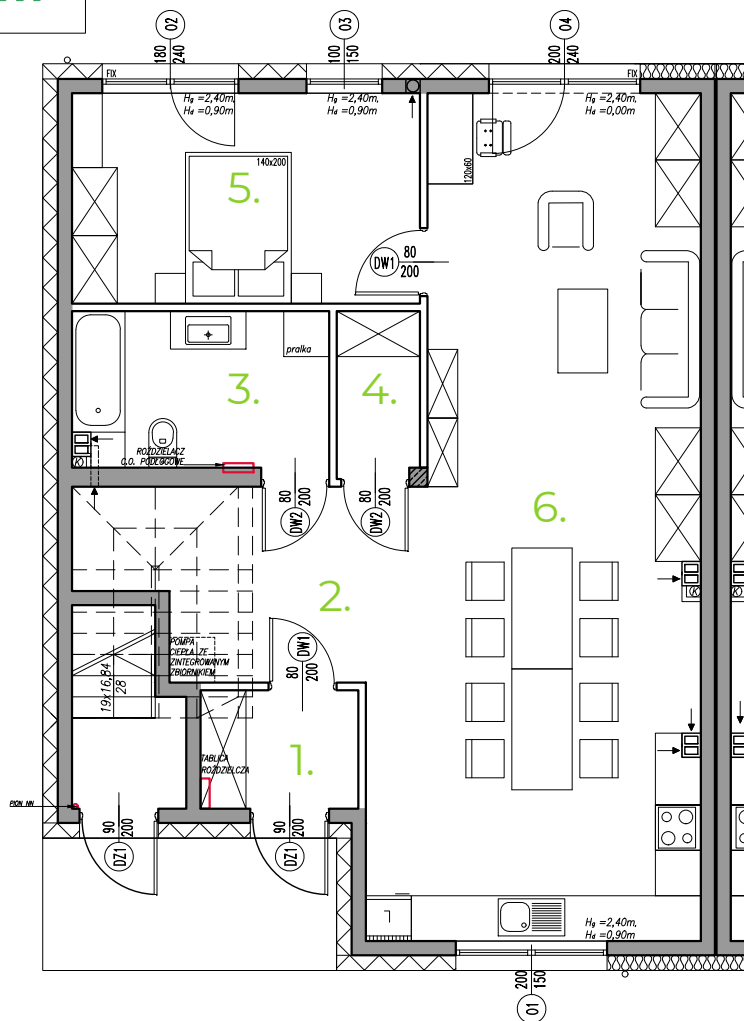 02
03
04
180
240
100
150
200
240
FIX
FIX
Hg =2,40m,
Hd =0,90m
Hg =2,40m,
Hd =0,90m
Hg =2,40m,
Hd =0,00m
140x200
120x60
5.
DW1
80
200
pralka
3.
4.
ROZDZIELACZ
C.O. PODŁOGOWE
(K)
80
200
DW2
80
200
DW2
6.
2.
(K)
(K)
POMPA
CIEPŁA ZE
ZINTEGROWANYM
ZBIORNIKIEM
DW1
80
200
19x16,84
28
1.
TABLICA
ROZDZIELCZA
PION NN
90
200
DZ1
90
200
DZ1
Hg =2,40m,
Hd =0,90m
200
150
01